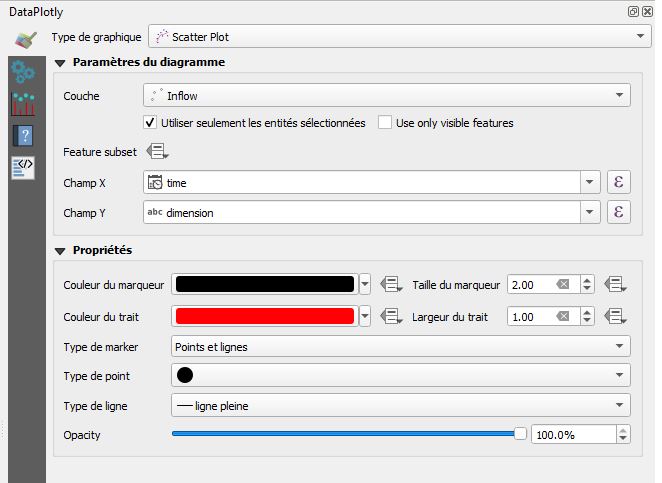 DataPlotly
Type de graphique Scatter Plot
Paramètres du diagramme
Couche Inflow
Utiliser seulement les entités sélectionnées Use only visible features
Feature subset
Champ X time ε
Champ Y abc dimension ε
Propriétés
Couleur du marqueur Taille du marqueur 2.00
Couleur du trait Largeur du trait 1.00
Type de marker Points et lignes
Type de point
Type de ligne ligne pleine
Opacity 100.0%